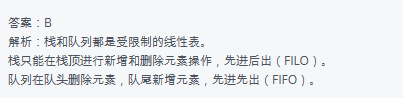 答案：B
解析：栈和队列都是受限制的线性表。
栈只能在栈顶进行新增和删除元素操作，先进后出（FILO）。
队列在队头删除元素，队尾新增元素，先进先出（FIFO）。